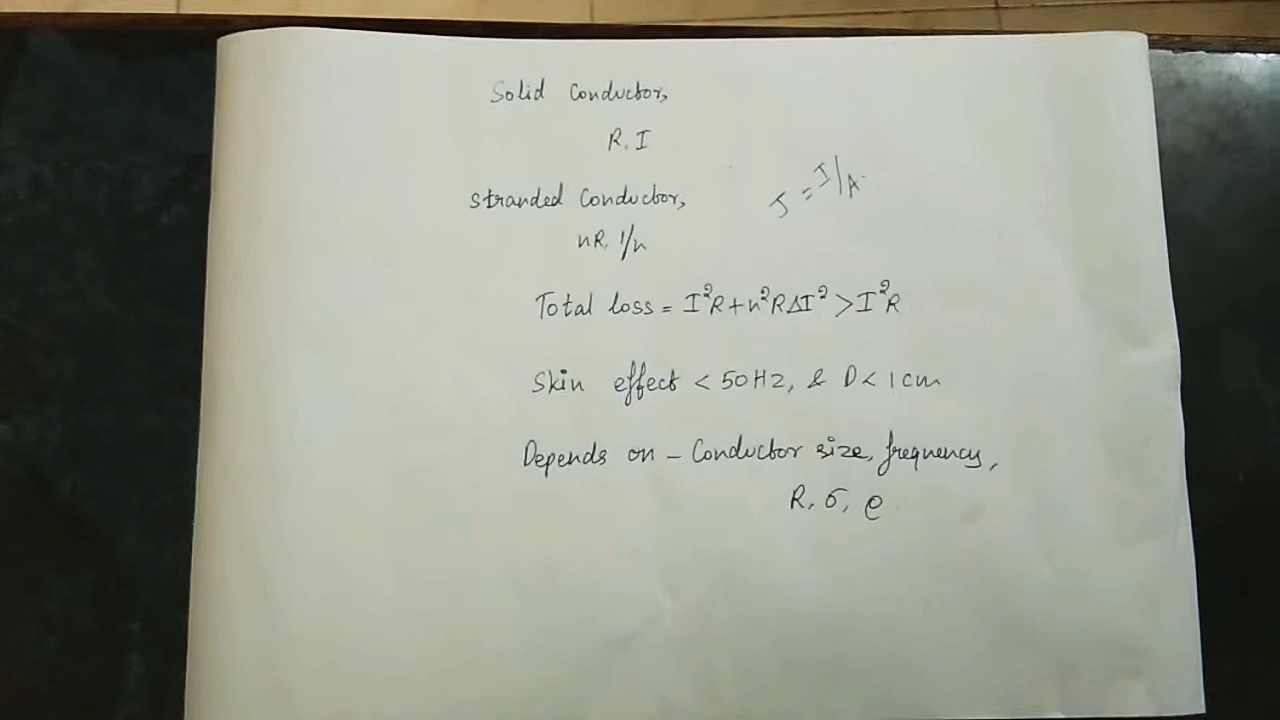 Solid Conductor,
R, I
J = I/A.
Stranded Conductor,
nR, 1/n
Total loss = I²R + n²RΔI² > I²R
Skin effect < 50Hz, & D < 1cm
Depends on - Conductor size, frequency,
R, σ, ρ